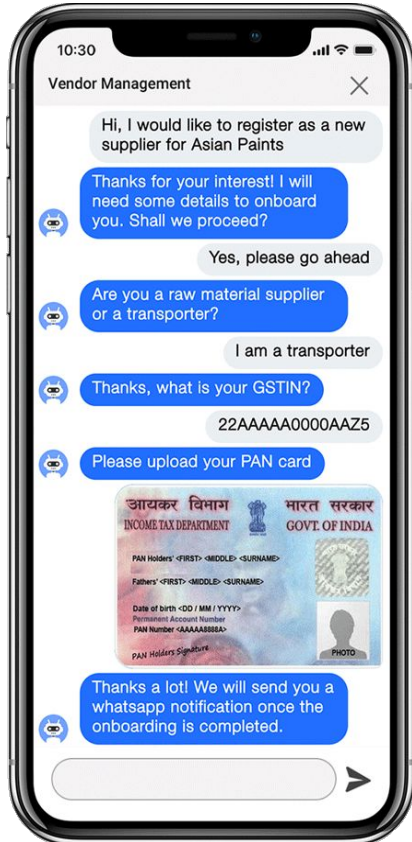 10:30
Vendor Management
Hi, I would like to register as a new
supplier for Asian Paints
Thanks for your interest! I will
need some details to onboard
you. Shall we proceed?
Yes, please go ahead
Are you a raw material supplier
or a transporter?
I am a transporter
Thanks, what is your GSTIN?
22AAAAA0000AAZ5
Please upload your PAN card
आयकर विभाग भारत सरकार
INCOME TAX DEPARTMENT GOVT. OF INDIA
PAN Holders' <FIRST> <MIDDLE> <SURNAME>
Fathers' <FIRST> <MIDDLE> <SURNAME>
Date of birth <DD / MM / YYYY>
Permanent Account Number
PAN Number <AAAAA8888A>
PAN Holders Signature
PHOTO
Thanks a lot! We will send you a
whatsapp notification once the
onboarding is completed.